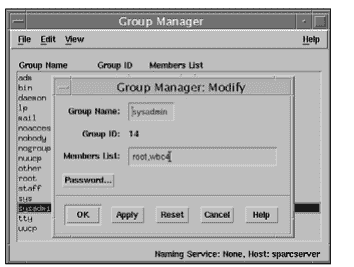 Group Manager
File Edit View Help
Group Name Group ID Members List
adm
bin
daemon
lp
mail
noacces
nobody
nogroup
nuucp
other
root
staff
sys
sysadmi
tty
uucp
Group Manager: Modify
Group Name: sysadmin
Group ID: 14
Members List: root,wbc4
Password...
OK Apply Reset Cancel Help
Naming Service: None, Host: sparcserver